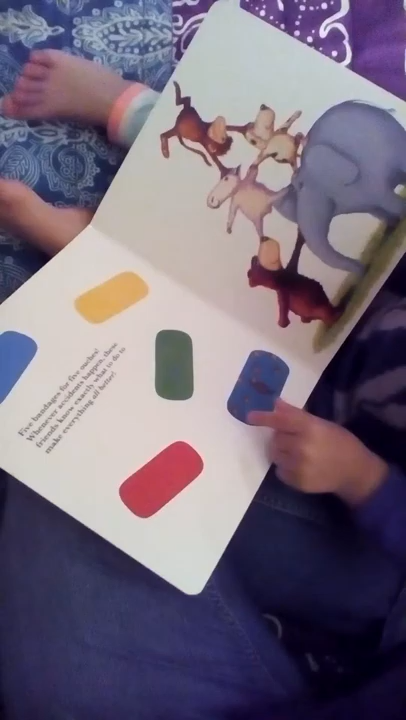 Five bandages for five ouches!
Whenever accidents happen, these
friends know exactly what to do to
make everything all better!